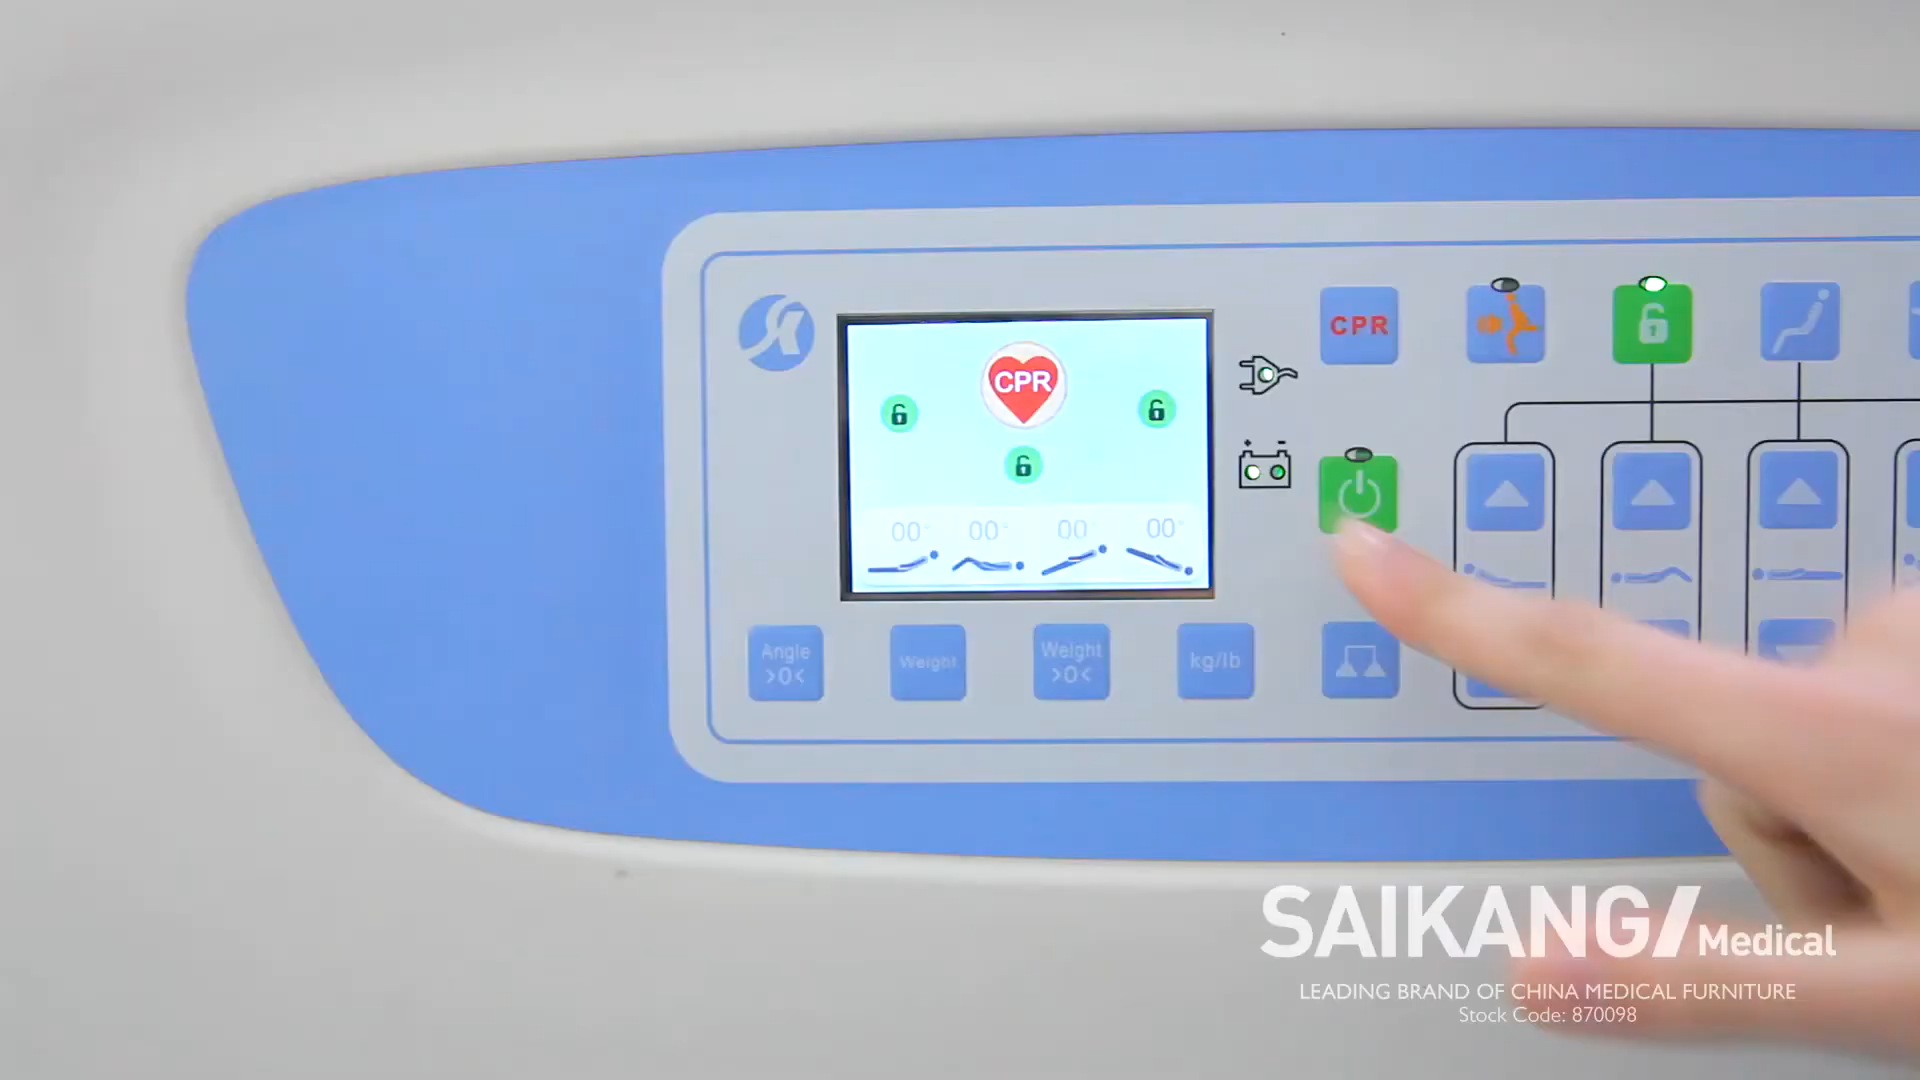 CPR
CPR
00° 00° 00° 00°
Angle
>0<
Weight
Weight
>0<
kg/lb
SAIKANG Medical
LEADING BRAND OF CHINA MEDICAL FURNITURE
Stock Code: 870098